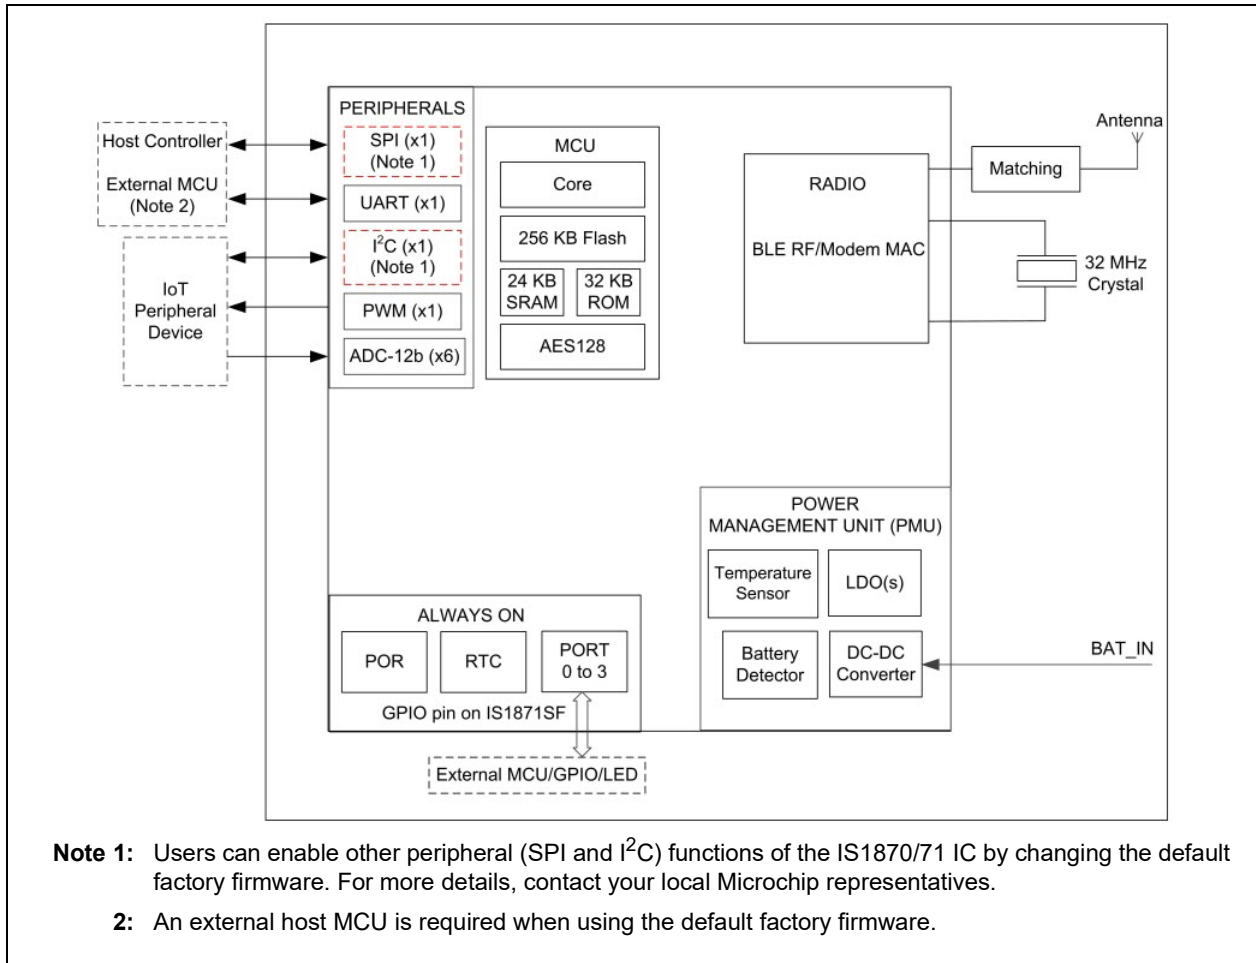 PERIPHERALS
Host Controller
External MCU
(Note 2)
IoT
Peripheral
Device
SPI (x1)
(Note 1)
UART (x1)
I²C (x1)
(Note 1)
PWM (x1)
ADC-12b (x6)
MCU
Core
256 KB Flash
24 KB
SRAM
32 KB
ROM
AES128
RADIO
BLE RF/Modem MAC
Matching
Antenna
32 MHz
Crystal
POWER
MANAGEMENT UNIT (PMU)
Temperature
Sensor
LDO(s)
Battery
Detector
DC-DC
Converter
BAT_IN
ALWAYS ON
POR
RTC
PORT
0 to 3
GPIO pin on IS1871SF
External MCU/GPIO/LED
Note 1: Users can enable other peripheral (SPI and I²C) functions of the IS1870/71 IC by changing the default
factory firmware. For more details, contact your local Microchip representatives.
2: An external host MCU is required when using the default factory firmware.